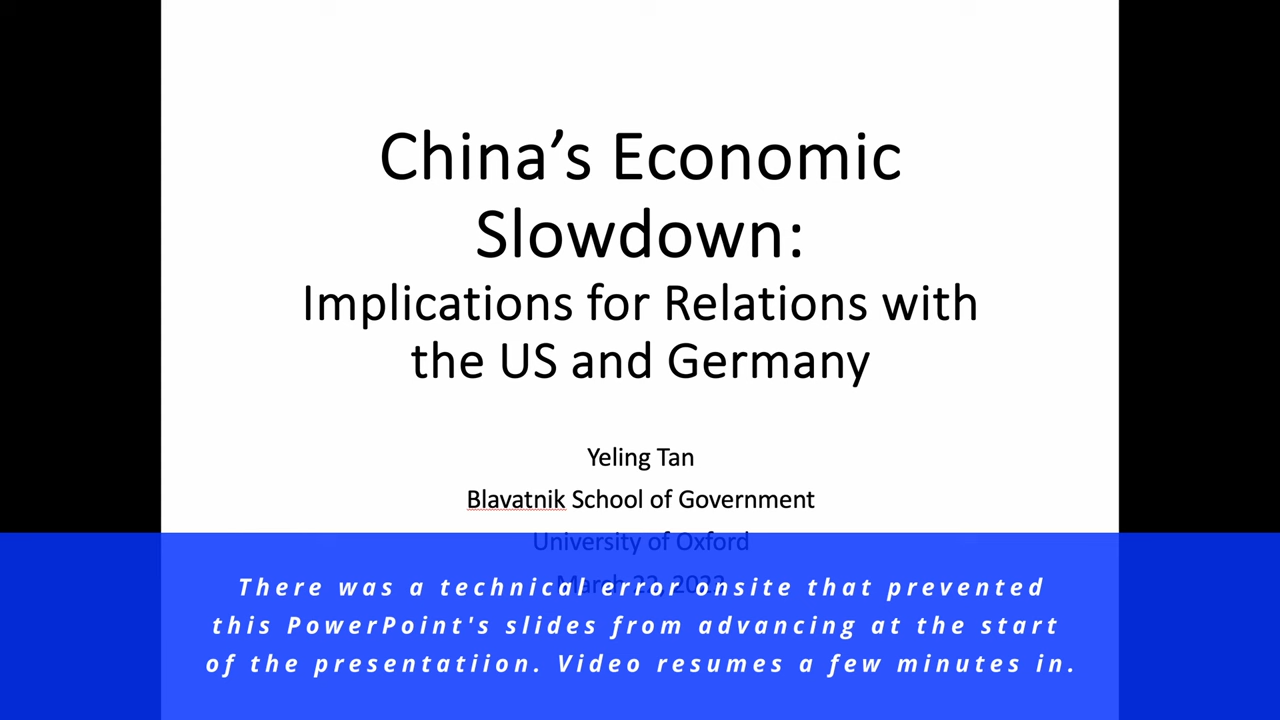 China’s Economic
Slowdown:
Implications for Relations with
the US and Germany
Yeling Tan
Blavatnik School of Government
University of Oxford
March 22,
There was a technical error onsite that prevented
this PowerPoint's slides from advancing at the start
of the presentatiion. Video resumes a few minutes in.